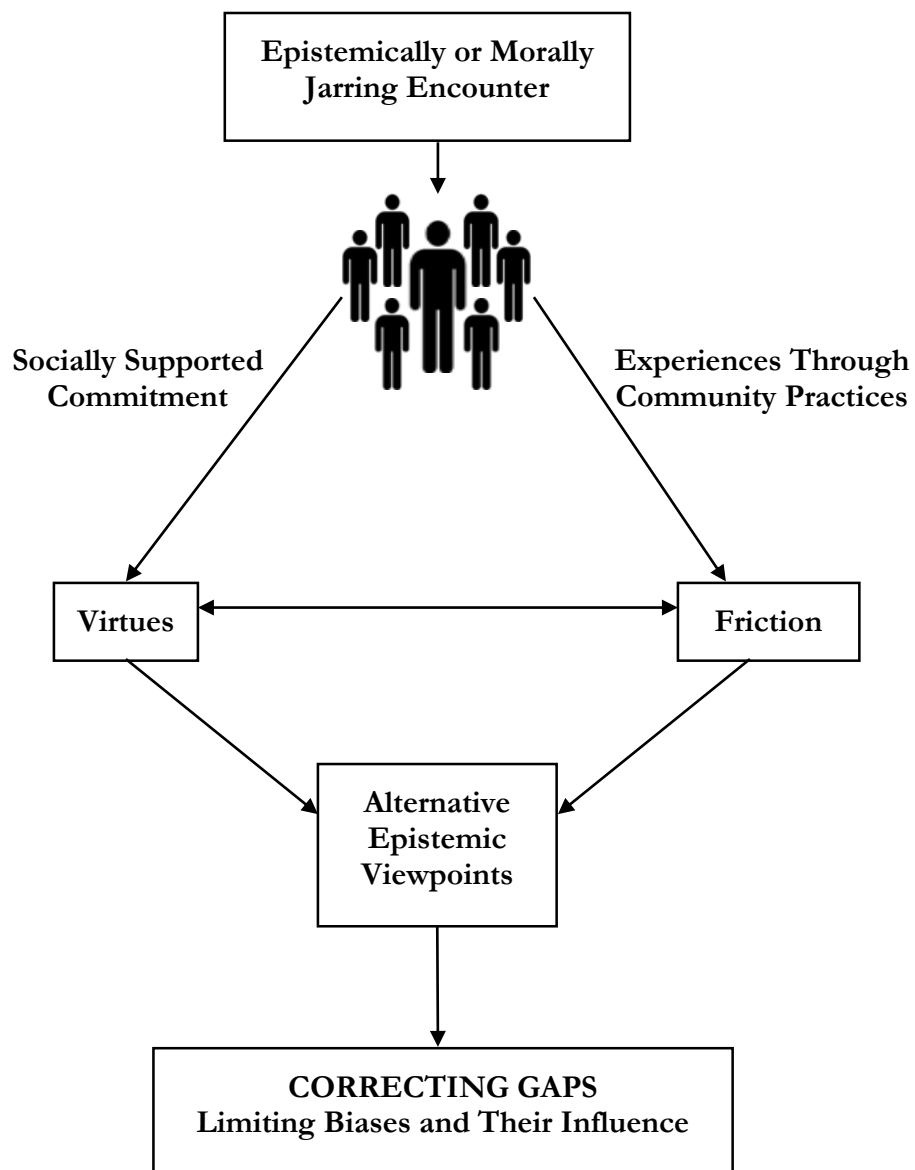 Epistemically or Morally
Jarring Encounter
Socially Supported
Commitment
Experiences Through
Community Practices
Virtues
Friction
Alternative
Epistemic
Viewpoints
CORRECTING GAPS
Limiting Biases and Their Influence